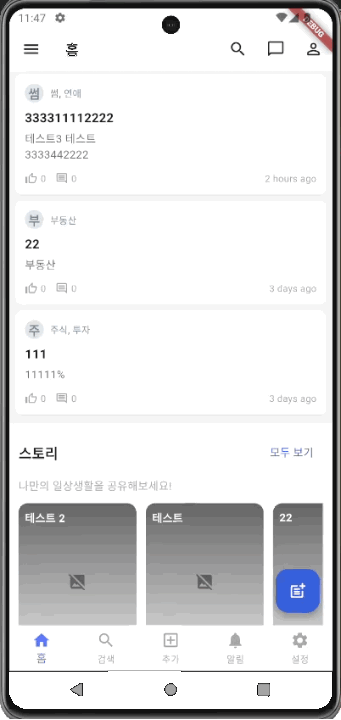 11:47
DEBUG
홈
썸
썸, 연애
333311112222
테스트3 테스트
3333442222
0 0 2 hours ago
부
부동산
22
부동산
0 0 3 days ago
주
주식, 투자
111
11111%
0 0 3 days ago
스토리 모두 보기
나만의 일상생활을 공유해보세요!
테스트 2 테스트 22
홈 검색 추가 알림 설정